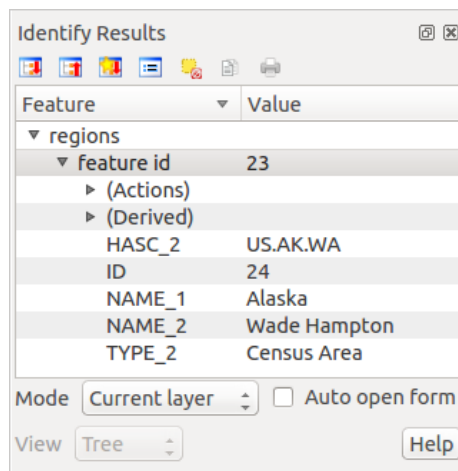 Identify Results
Feature Value
regions
feature id 23
(Actions)
(Derived)
HASC_2 US.AK.WA
ID 24
NAME_1 Alaska
NAME_2 Wade Hampton
TYPE_2 Census Area
Mode Current layer Auto open form
View Tree Help